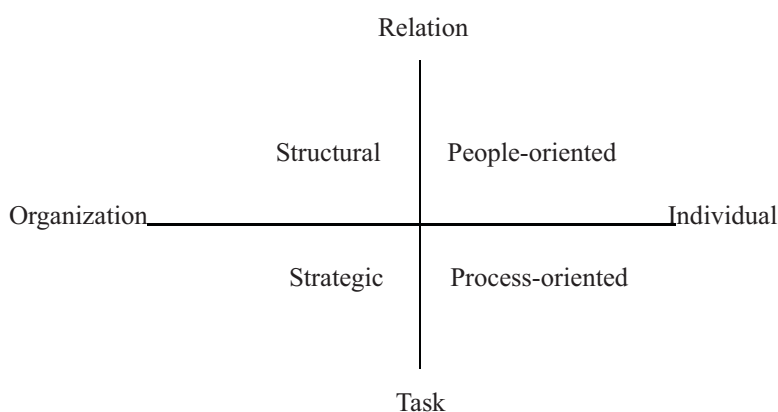 Relation
Structural People-oriented
Organization Individual
Strategic Process-oriented
Task